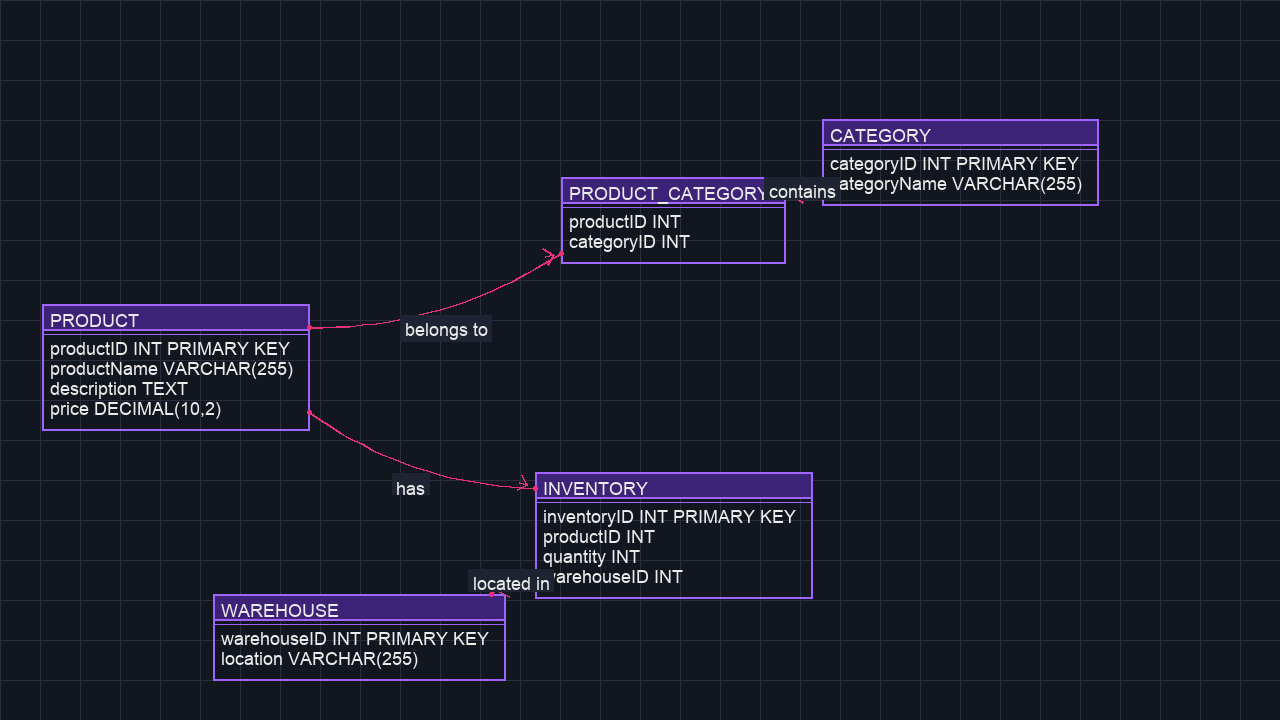 CATEGORY
categoryID INT PRIMARY KEY
ategoryName VARCHAR(255)
contains
PRODUCT_CATEGORY
productID INT
categoryID INT
belongs to
PRODUCT
productID INT PRIMARY KEY
productName VARCHAR(255)
description TEXT
price DECIMAL(10,2)
has
INVENTORY
inventoryID INT PRIMARY KEY
productID INT
quantity INT
warehouseID INT
located in
WAREHOUSE
warehouseID INT PRIMARY KEY
location VARCHAR(255)